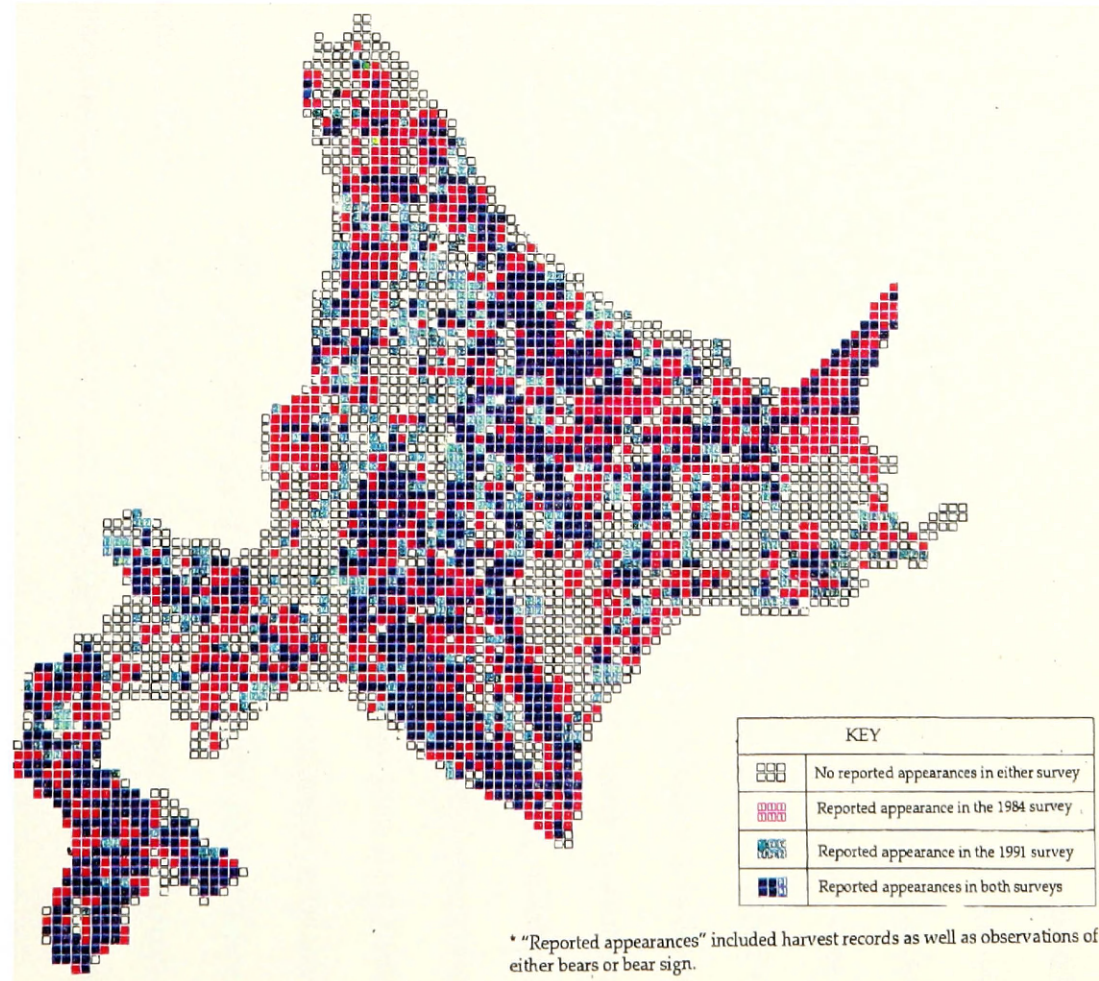 KEY
No reported appearances in either survey
Reported appearance in the 1984 survey
Reported appearance in the 1991 survey
Reported appearances in both surveys
* "Reported appearances" included harvest records as well as observations of
either bears or bear sign.